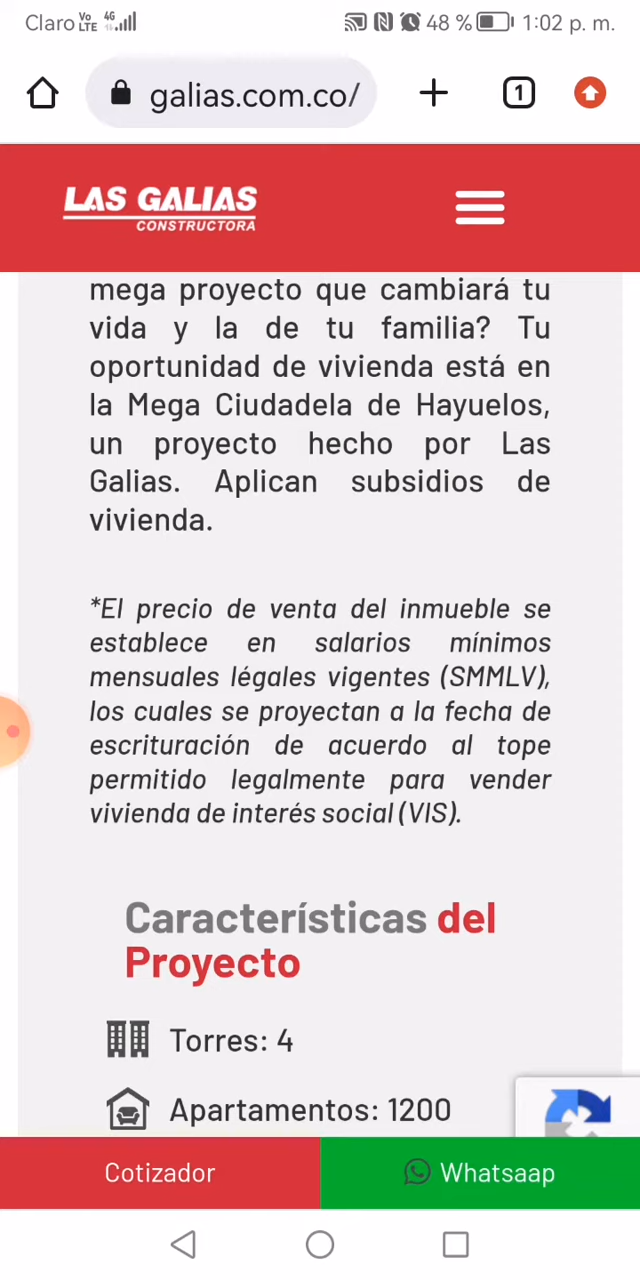 Claro Vo LTE 4G 48 % 1:02 p. m.
galias.com.co/
1
LAS GALIAS
CONSTRUCTORA
mega proyecto que cambiará tu
vida y la de tu familia? Tu
oportunidad de vivienda está en
la Mega Ciudadela de Hayuelos,
un proyecto hecho por Las
Galias. Aplican subsidios de
vivienda.
*El precio de venta del inmueble se
establece en salarios mínimos
mensuales légales vigentes (SMMLV),
los cuales se proyectan a la fecha de
escrituración de acuerdo al tope
permitido legalmente para vender
vivienda de interés social (VIS).
Características del
Proyecto
Torres: 4
Apartamentos: 1200
Cotizador
Whatsaap